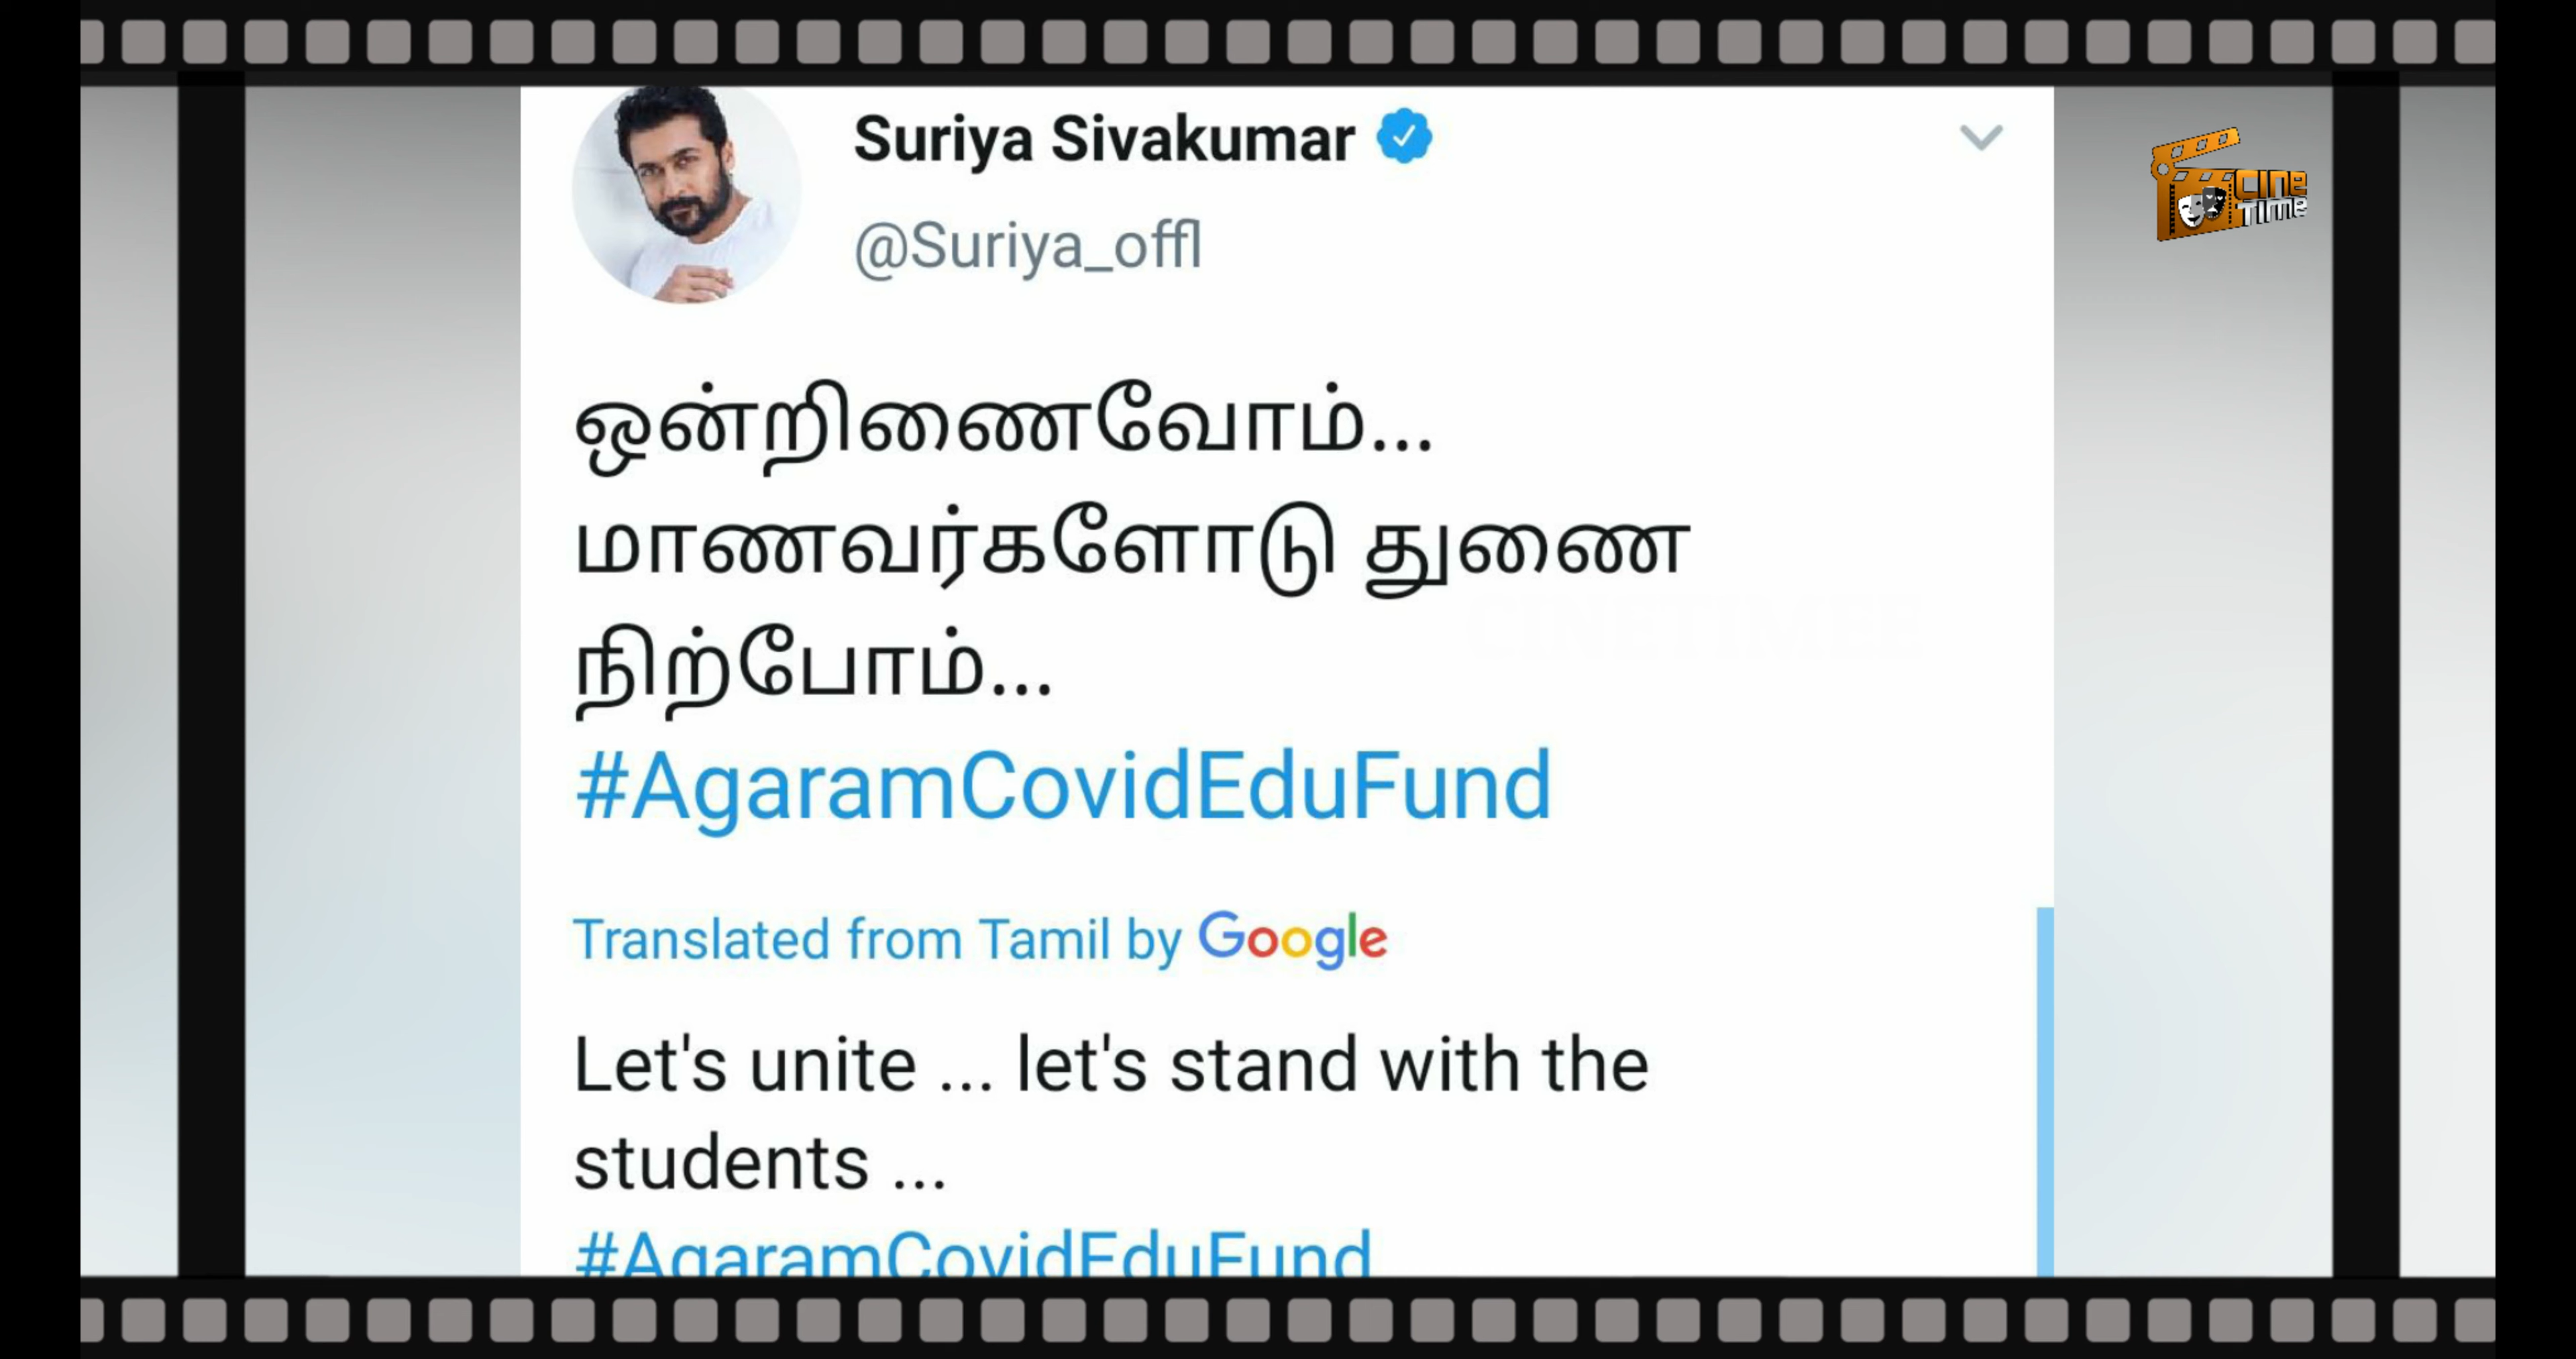 Suriya Sivakumar
@Suriya_offl
CINE
TIME
ஒன்றிணைவோம்...
மாணவர்களோடு துணை
நிற்போம்...
#AgaramCovidEduFund
Translated from Tamil by Google
Let's unite ... let's stand with the
students ...
#AgaramCovidEduFund